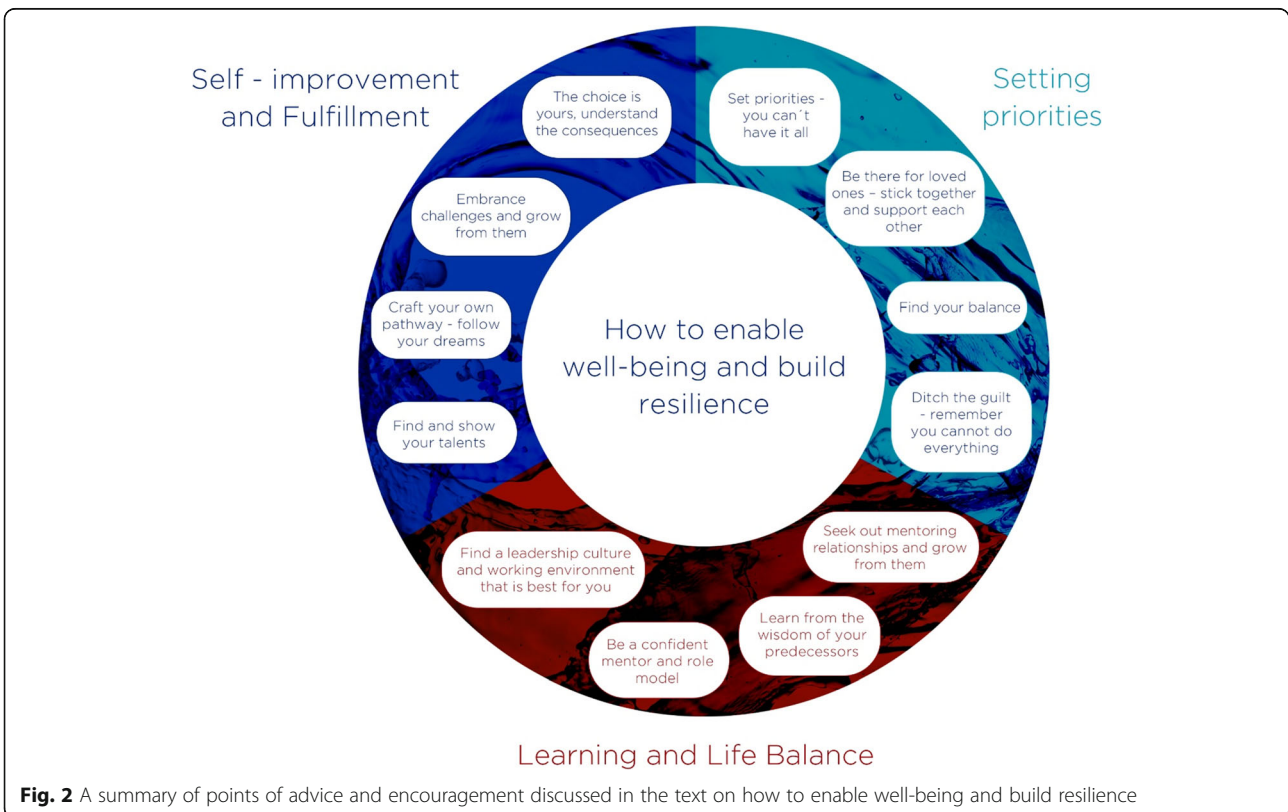 Self - improvement
and Fulfillment
Setting
priorities
The choice is
yours, understand
the consequences
Set priorities -
you can´t
have it all
Embrance
challenges and grow
from them
Be there for loved
ones – stick together
and support each
other
Craft your own
pathway - follow
your dreams
Find your balance
How to enable
well-being and build
resilience
Find and show
your talents
Ditch the guilt
- remember
you cannot do
everything
Find a leadership culture
and working environment
that is best for you
Seek out mentoring
relationships and grow
from them
Be a confident
mentor and role
model
Learn from the
wisdom of your
predecessors
Learning and Life Balance
Fig. 2 A summary of points of advice and encouragement discussed in the text on how to enable well-being and build resilience